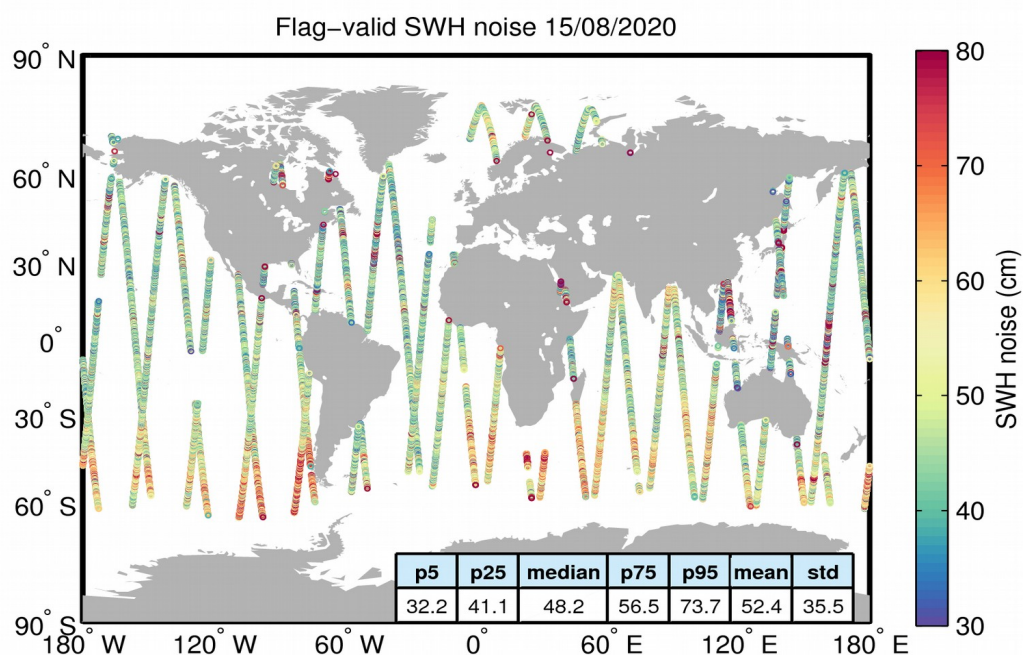 Flag−valid SWH noise 15/08/2020
90° N
60° N
30° N
0°
30° S
60° S
90° S
180° W
120° W
60° W
0°
60° E
120° E
180° E
p5 p25 median p75 p95 mean std
32.2 41.1 48.2 56.5 73.7 52.4 35.5
80
70
60
50
40
30
SWH noise (cm)